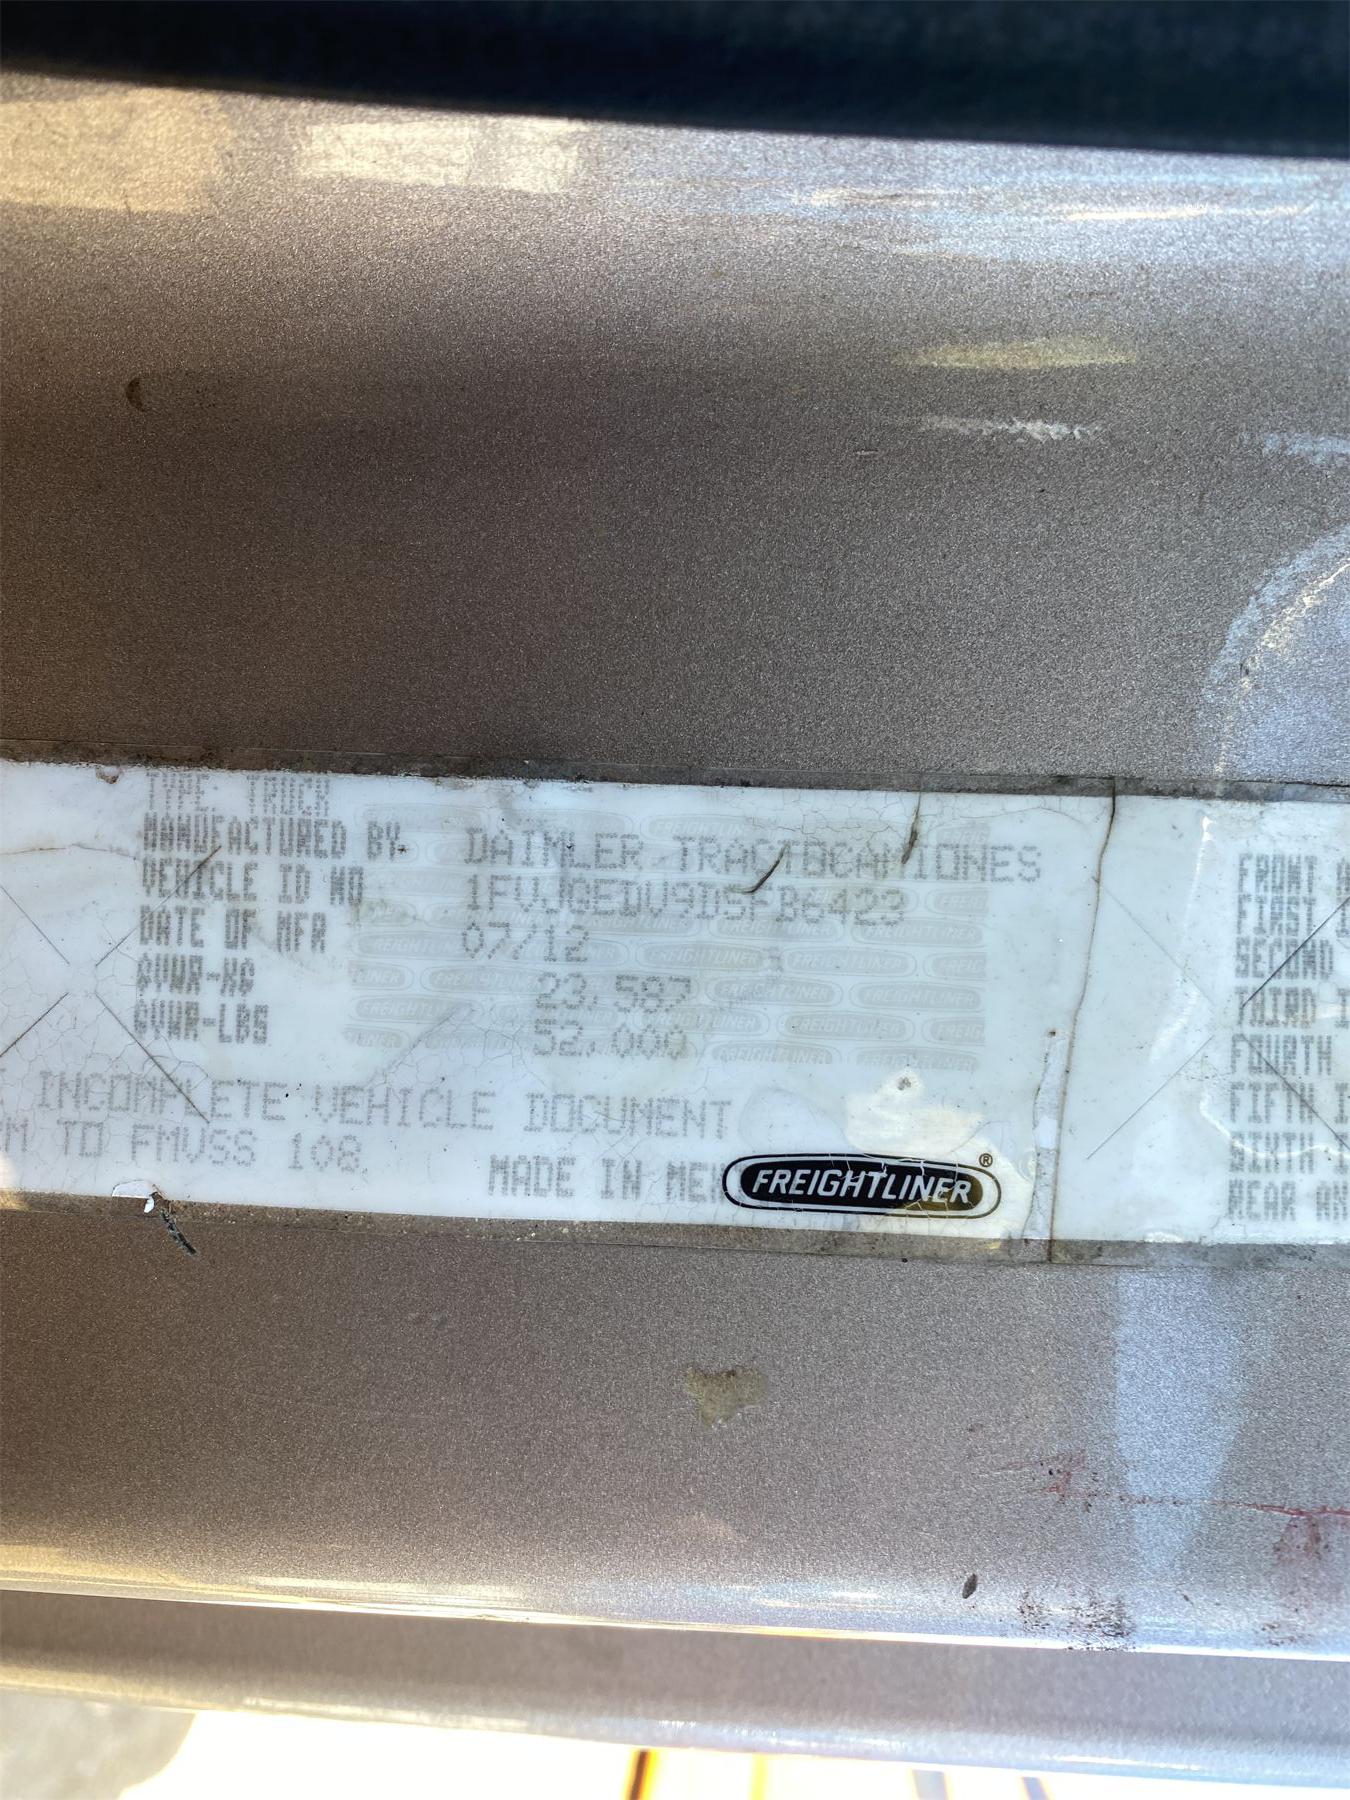 TYPE: TRUCK
MANUFACTURED BY DAIMLER TRACTOCAMIONES
VEHICLE ID NO 1FVJGEDV9DSFB6423
DATE OF MFR 07/12
GVWR-KG 23,587
GVWR-LBS 52,000
INCOMPLETE VEHICLE DOCUMENT
TO FMVSS 108
MADE IN MEX
FREIGHTLINER®
FRONT A
FIRST I
SECOND
THIRD I
FOURTH
FIFTH I
SIXTH I
REAR AX